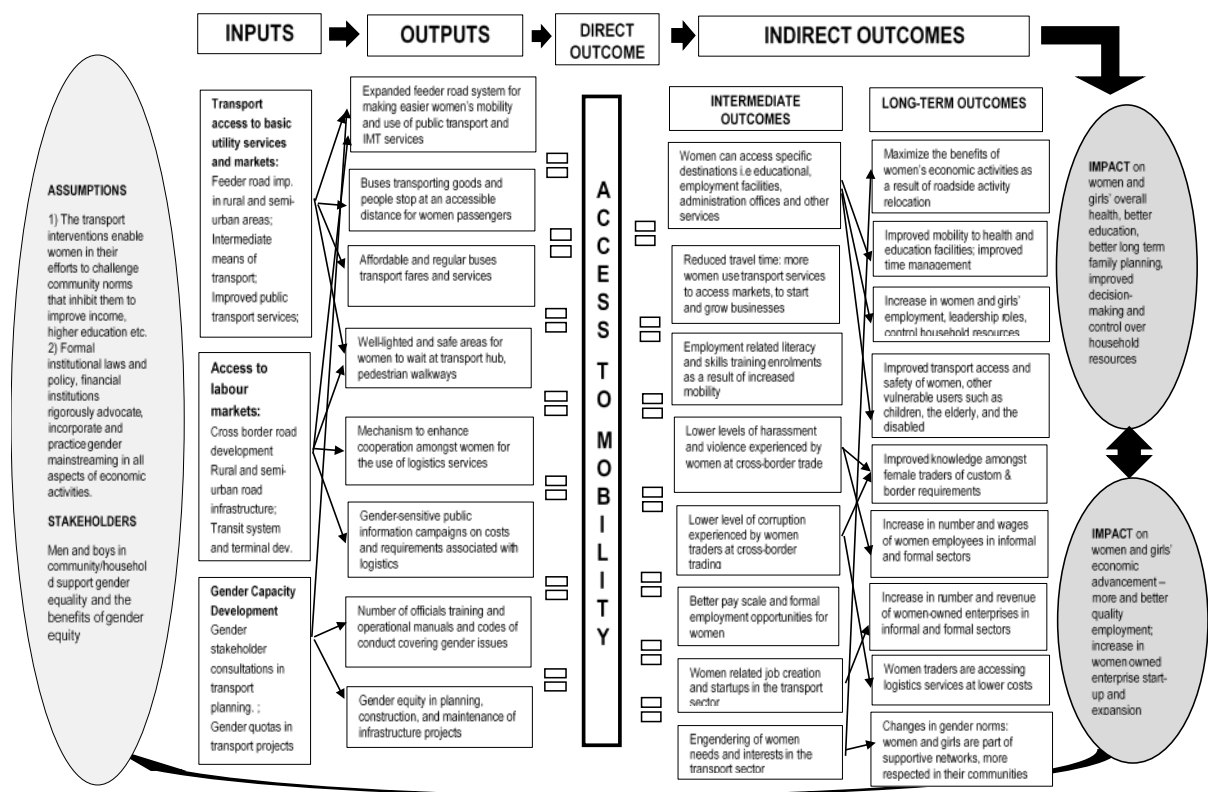 INPUTS
OUTPUTS
DIRECT
OUTCOME
INDIRECT OUTCOMES
ASSUMPTIONS
1) The transport
interventions enable
women in their
efforts to challenge
community norms
that inhibit them to
improve income,
higher education etc.
2) Formal
institutional laws and
policy, financial
institutions
rigorously advocate,
incorporate and
practice gender
mainstreaming in all
aspects of economic
activities.
STAKEHOLDERS
Men and boys in
community/househol
d support gender
equality and the
benefits of gender
equity
Transport
access to basic
utility services
and markets:
Feeder road imp.
in rural and semi-
urban areas;
Intermediate
means of
transport;
Improved public
transport services;
Access to
labour
markets:
Cross border road
development
Rural and semi-
urban road
infrastructure;
Transit system
and terminal dev.
Gender Capacity
Development
Gender
stakeholder
consultations in
transport
planning. ;
Gender quotas in
transport projects
Expanded feeder road system for
making easier women's mobility
and use of public transport and
IMT services
Buses transporting goods and
people stop at an accessible
distance for women passengers
Affordable and regular buses
transport fares and services
Well-lighted and safe areas for
women to wait at transport hub,
pedestrian walkways
Mechanism to enhance
cooperation amongst women for
the use of logistics services
Gender-sensitive public
information campaigns on costs
and requirements associated with
logistics
Number of officials training and
operational manuals and codes of
conduct covering gender issues
Gender equity in planning,
construction, and maintenance of
infrastructure projects
A
C
C
E
S
S
T
O
M
O
B
I
L
I
T
Y
INTERMEDIATE
OUTCOMES
Women can access specific
destinations i.e educational,
employment facilities,
administration offices and other
services
Reduced travel time: more
women use transport services
to access markets, to start
and grow businesses
Employment related literacy
and skills training enrolments
as a result of increased
mobility
Lower levels of harassment
and violence experienced by
women at cross-border trade
Lower level of corruption
experienced by women
traders at cross-border
trading
Better pay scale and formal
employment opportunities for
women
Women related job creation
and startups in the transport
sector
Engendering of women
needs and interests in the
transport sector
LONG-TERM OUTCOMES
Maximize the benefits of
women's economic activities as
a result of roadside activity
relocation
Improved mobility to health and
education facilities; improved
time management
Increase in women and girls'
employment, leadership roles,
control household resources
Improved transport access and
safety of women, other
vulnerable users such as
children, the elderly, and the
disabled
Improved knowledge amongst
female traders of custom &
border requirements
Increase in number and wages
of women employees in informal
and formal sectors
Increase in number and revenue
of women-owned enterprises in
informal and formal sectors
Women traders are accessing
logistics services at lower costs
Changes in gender norms:
women and girls are part of
supportive networks, more
respected in their communities
IMPACT on
women and
girls' overall
health, better
education,
better long term
family planning,
improved
decision-
making and
control over
household
resources
IMPACT on
women and girls'
economic
advancement –
more and better
quality
employment;
increase in
women owned
enterprise start-
up and
expansion